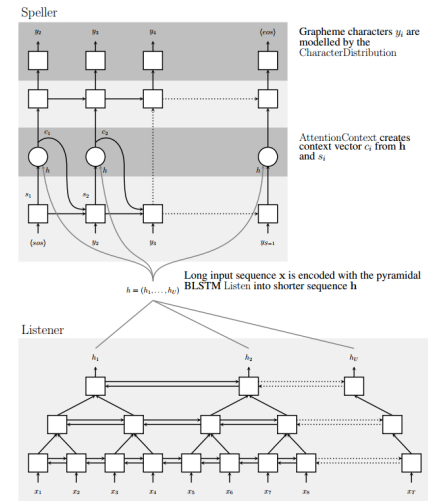 Speller
y2 y3 y4 ⟨eos⟩
Grapheme characters yi are
modelled by the
CharacterDistribution
c1 c2
AttentionContext creates
context vector ci from h
and si
h h h
s1 s2
⟨sos⟩ y2 y3 yS−1
Long input sequence x is encoded with the pyramidal
BLSTM Listen into shorter sequence h
h = (h1, . . . , hU)
Listener
h1 h2 hU
x1 x2 x3 x4 x5 x6 x7 x8 xT